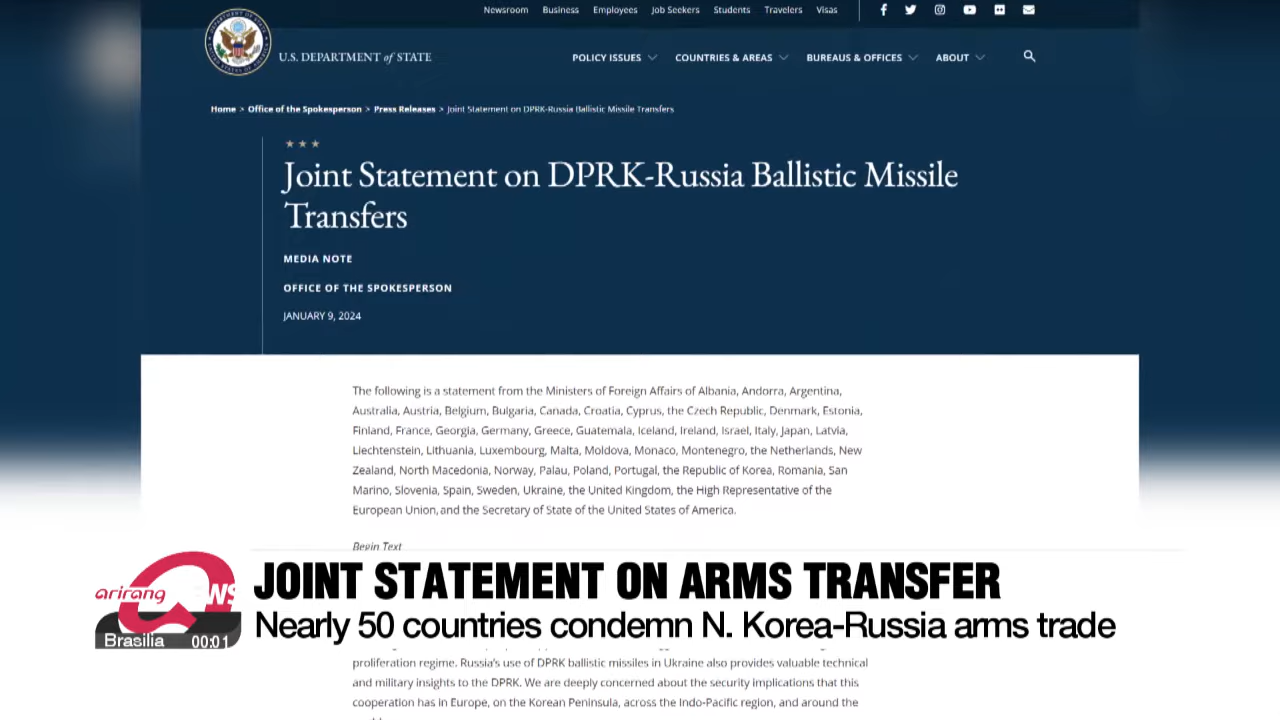 Newsroom Business Employees Job Seekers Students Travelers Visas
U.S. DEPARTMENT of STATE
POLICY ISSUES COUNTRIES & AREAS BUREAUS & OFFICES ABOUT
Home > Office of the Spokesperson > Press Releases > Joint Statement on DPRK-Russia Ballistic Missile Transfers
Joint Statement on DPRK-Russia Ballistic Missile
Transfers
MEDIA NOTE
OFFICE OF THE SPOKESPERSON
JANUARY 9, 2024
The following is a statement from the Ministers of Foreign Affairs of Albania, Andorra, Argentina,
Australia, Austria, Belgium, Bulgaria, Canada, Croatia, Cyprus, the Czech Republic, Denmark, Estonia,
Finland, France, Georgia, Germany, Greece, Guatemala, Iceland, Ireland, Israel, Italy, Japan, Latvia,
Liechtenstein, Lithuania, Luxembourg, Malta, Moldova, Monaco, Montenegro, the Netherlands, New
Zealand, North Macedonia, Norway, Palau, Poland, Portugal, the Republic of Korea, Romania, San
Marino, Slovenia, Spain, Sweden, Ukraine, the United Kingdom, the High Representative of the
European Union, and the Secretary of State of the United States of America.
Begin Text
arirang NEWS
JOINT STATEMENT ON ARMS TRANSFER
Nearly 50 countries condemn N. Korea-Russia arms trade
Brasilia 00:01
proliferation regime. Russia's use of DPRK ballistic missiles in Ukraine also provides valuable technical
and military insights to the DPRK. We are deeply concerned about the security implications that this
cooperation has in Europe, on the Korean Peninsula, across the Indo-Pacific region, and around the